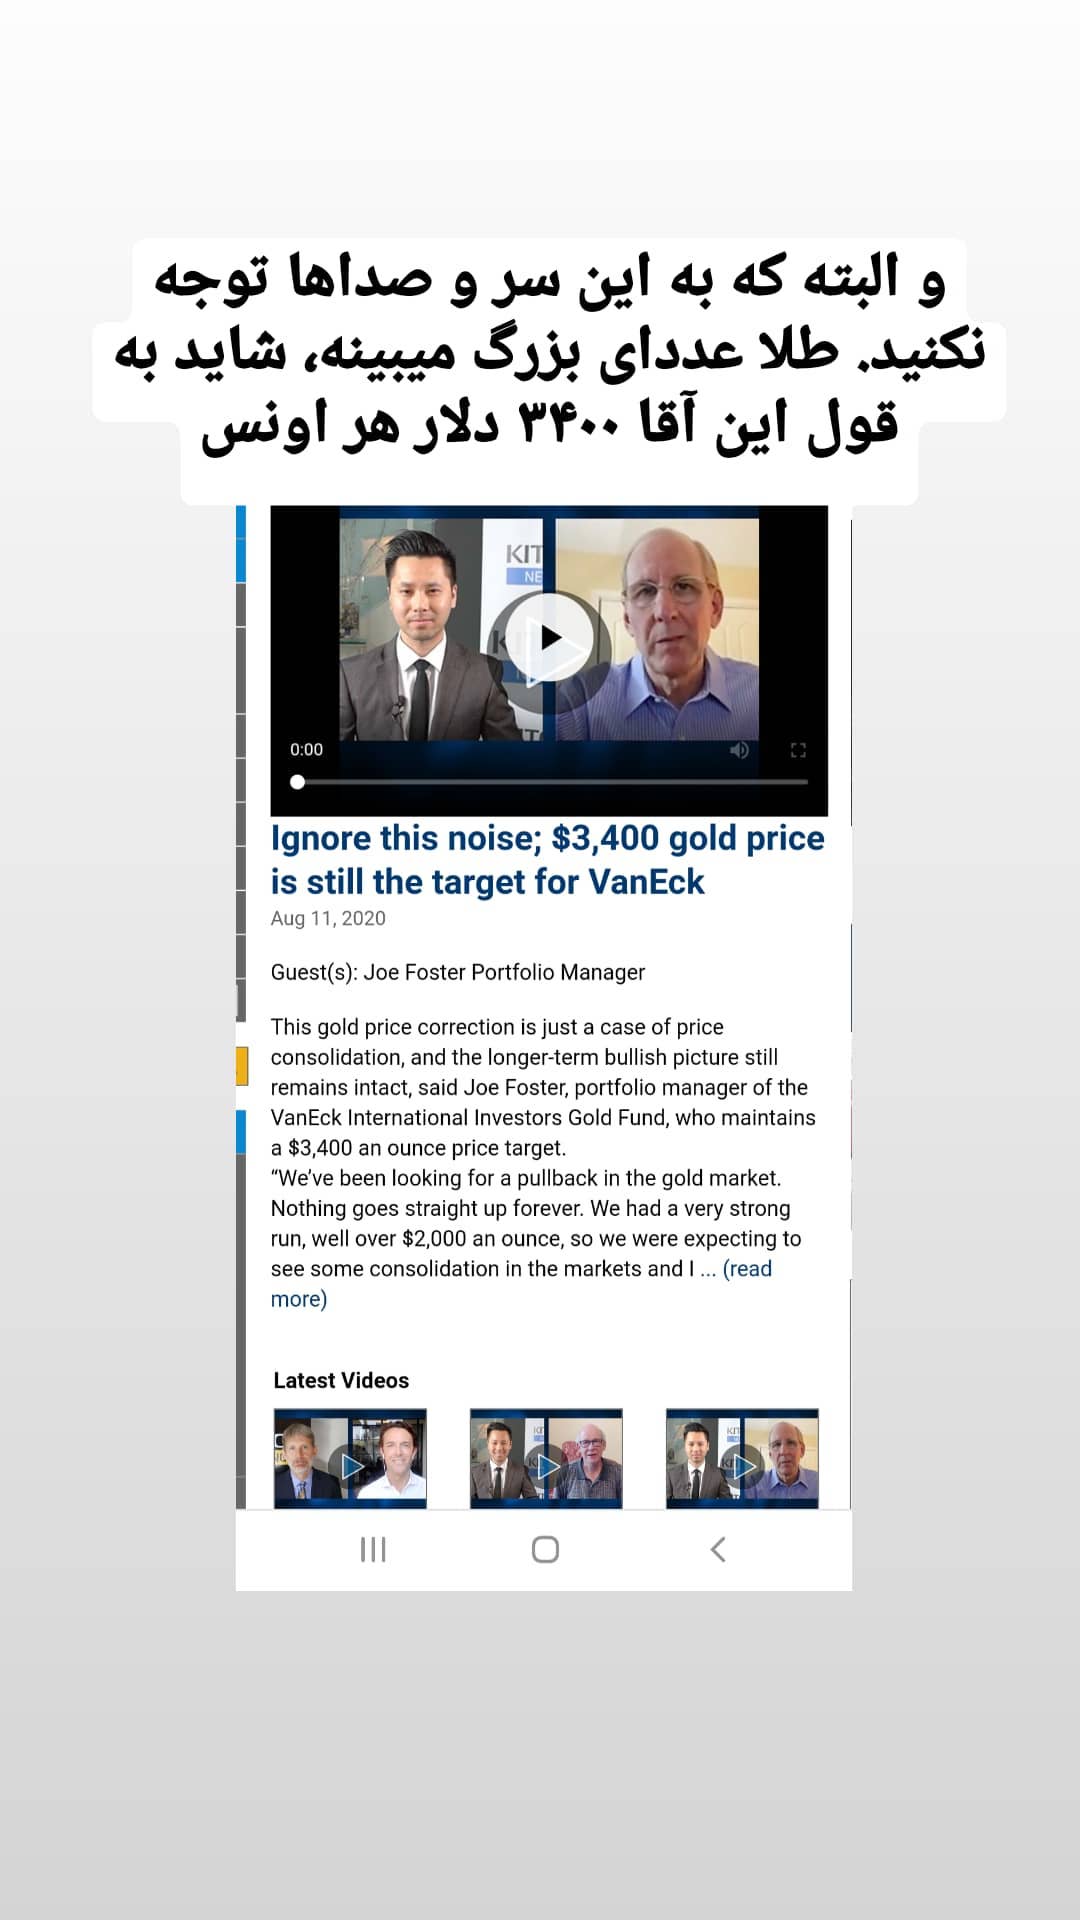 و البته که به این سر و صداها توجه
نکنید. طلا عددای بزرگ میبینه، شاید به
قول این آقا ۳۴۰۰ دلار هر اونس
KIT
NE
0:00
Ignore this noise; $3,400 gold price
is still the target for VanEck
Aug 11, 2020
Guest(s): Joe Foster Portfolio Manager
This gold price correction is just a case of price
consolidation, and the longer-term bullish picture still
remains intact, said Joe Foster, portfolio manager of the
VanEck International Investors Gold Fund, who maintains
a $3,400 an ounce price target.
“We’ve been looking for a pullback in the gold market.
Nothing goes straight up forever. We had a very strong
run, well over $2,000 an ounce, so we were expecting to
see some consolidation in the markets and I ... (read
more)
Latest Videos